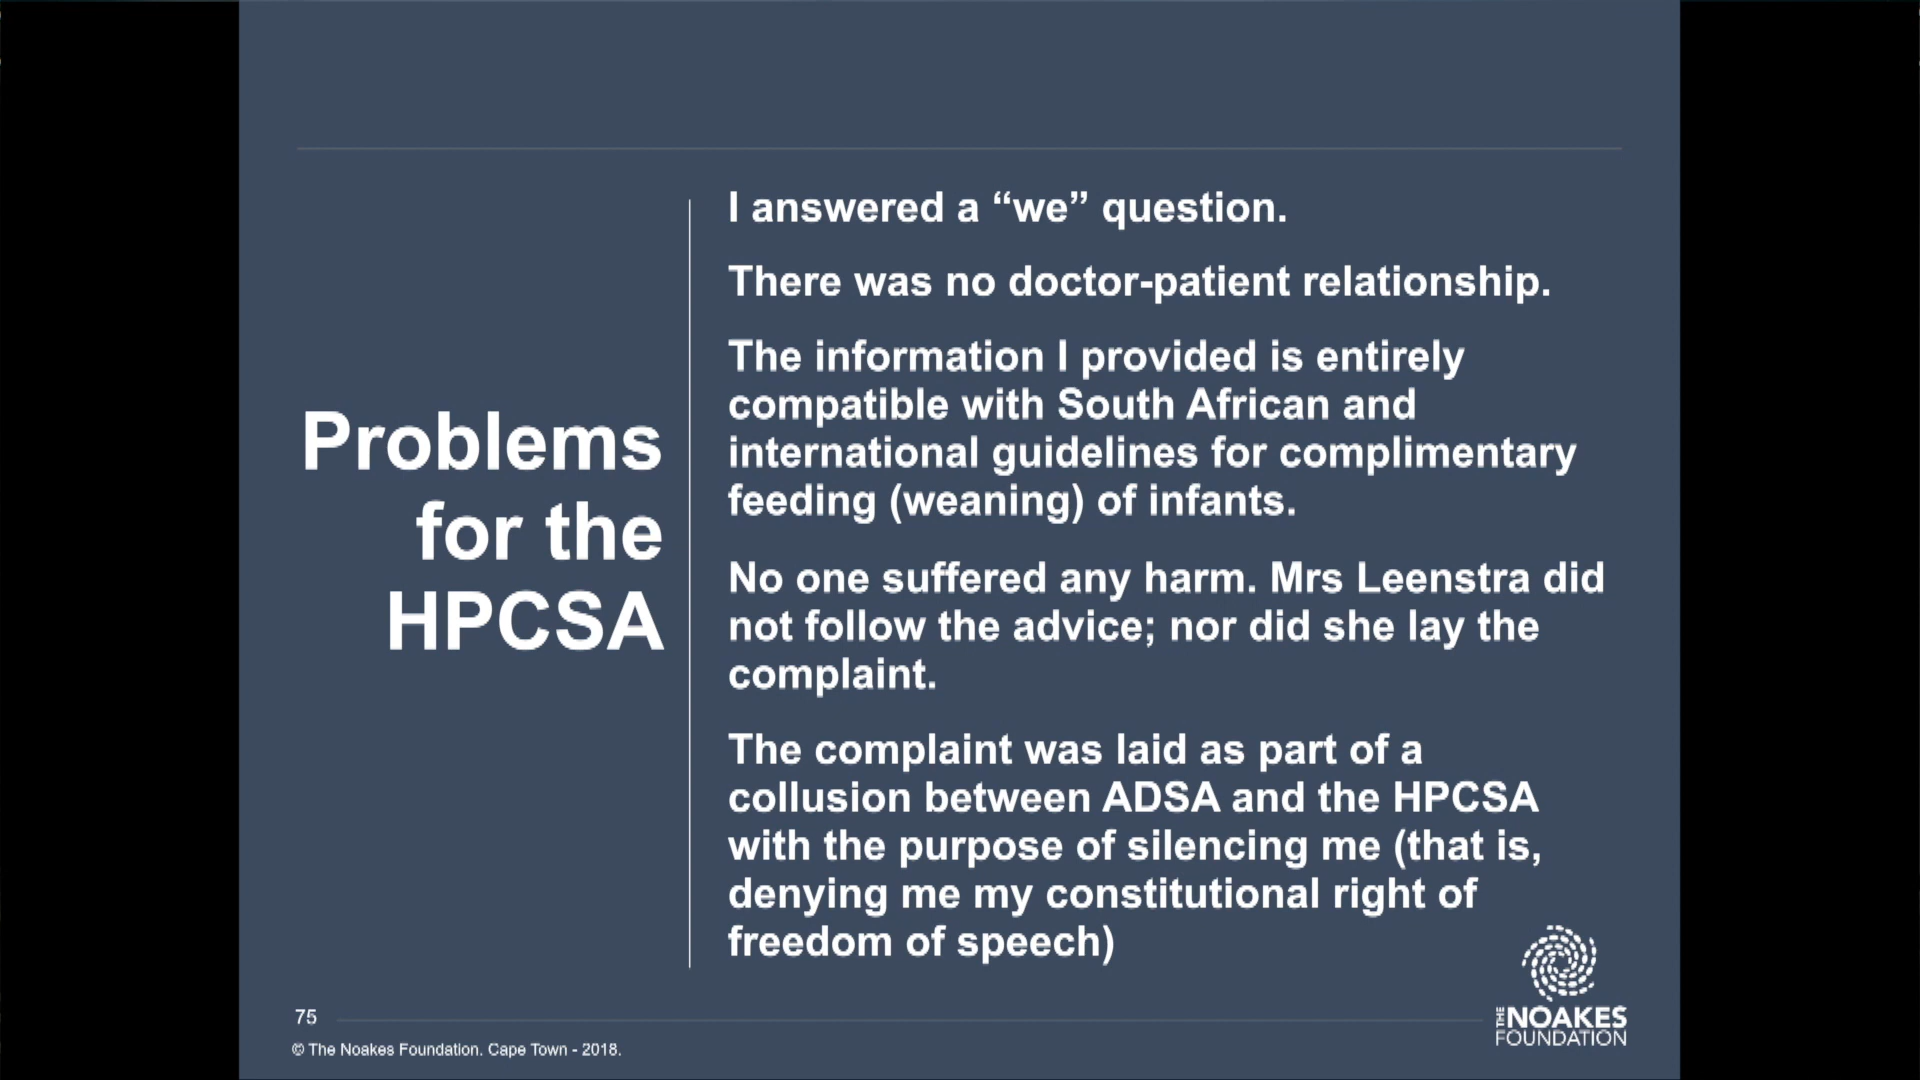 Problems
for the
HPCSA
I answered a “we” question.
There was no doctor-patient relationship.
The information I provided is entirely
compatible with South African and
international guidelines for complimentary
feeding (weaning) of infants.
No one suffered any harm. Mrs Leenstra did
not follow the advice; nor did she lay the
complaint.
The complaint was laid as part of a
collusion between ADSA and the HPCSA
with the purpose of silencing me (that is,
denying me my constitutional right of
freedom of speech)
75
© The Noakes Foundation. Cape Town - 2018.
THE NOAKES
FOUNDATION